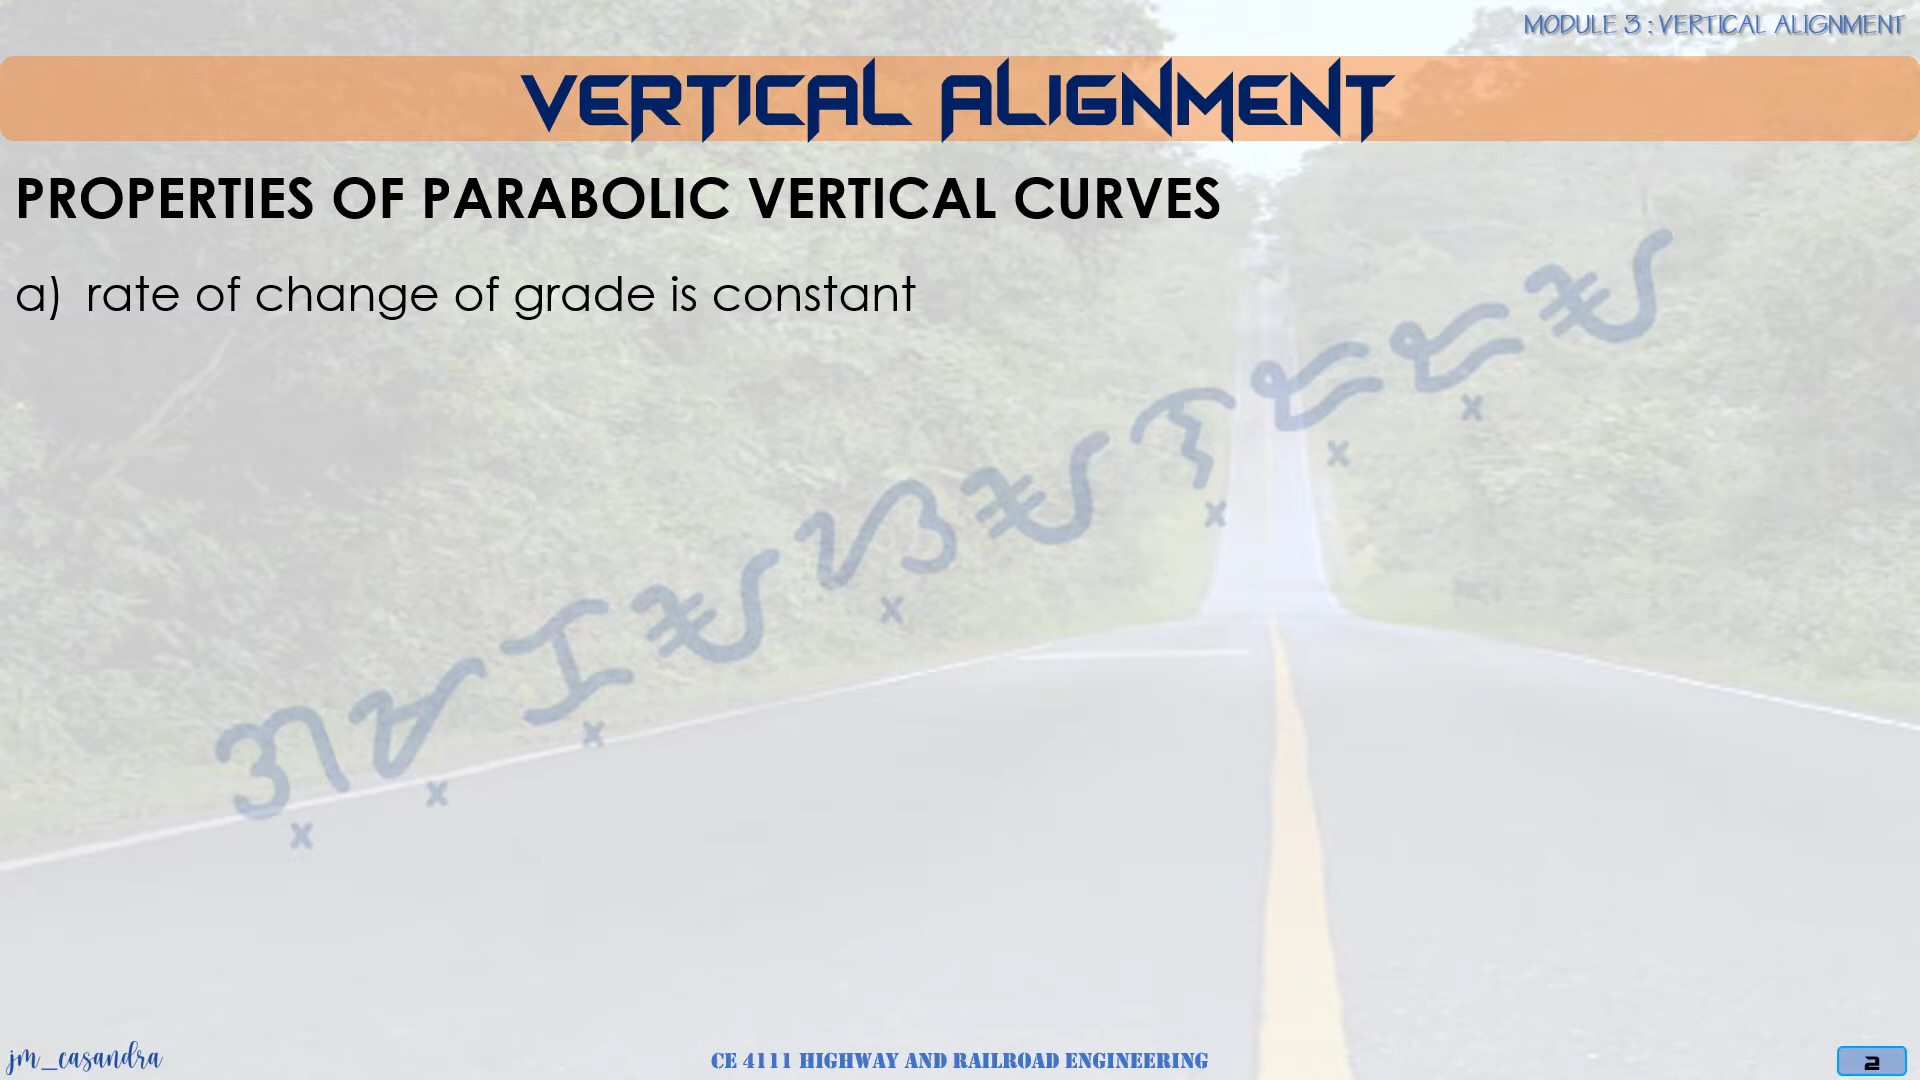 MODULE 3 : VERTICAL ALIGNMENT
VERTICAL ALIGNMENT
PROPERTIES OF PARABOLIC VERTICAL CURVES
a) rate of change of grade is constant
jm_casandra
CE 4111 HIGHWAY AND RAILROAD ENGINEERING
2